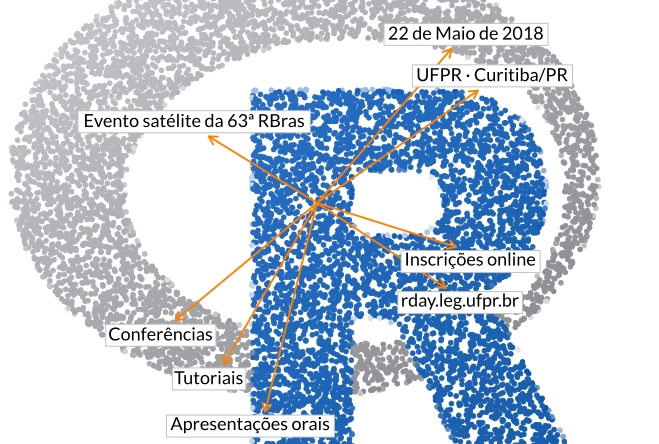 22 de Maio de 2018
UFPR · Curitiba/PR
Evento satélite da 63ª RBras
Inscrições online
rday.leg.ufpr.br
Conferências
Tutoriais
Apresentações orais